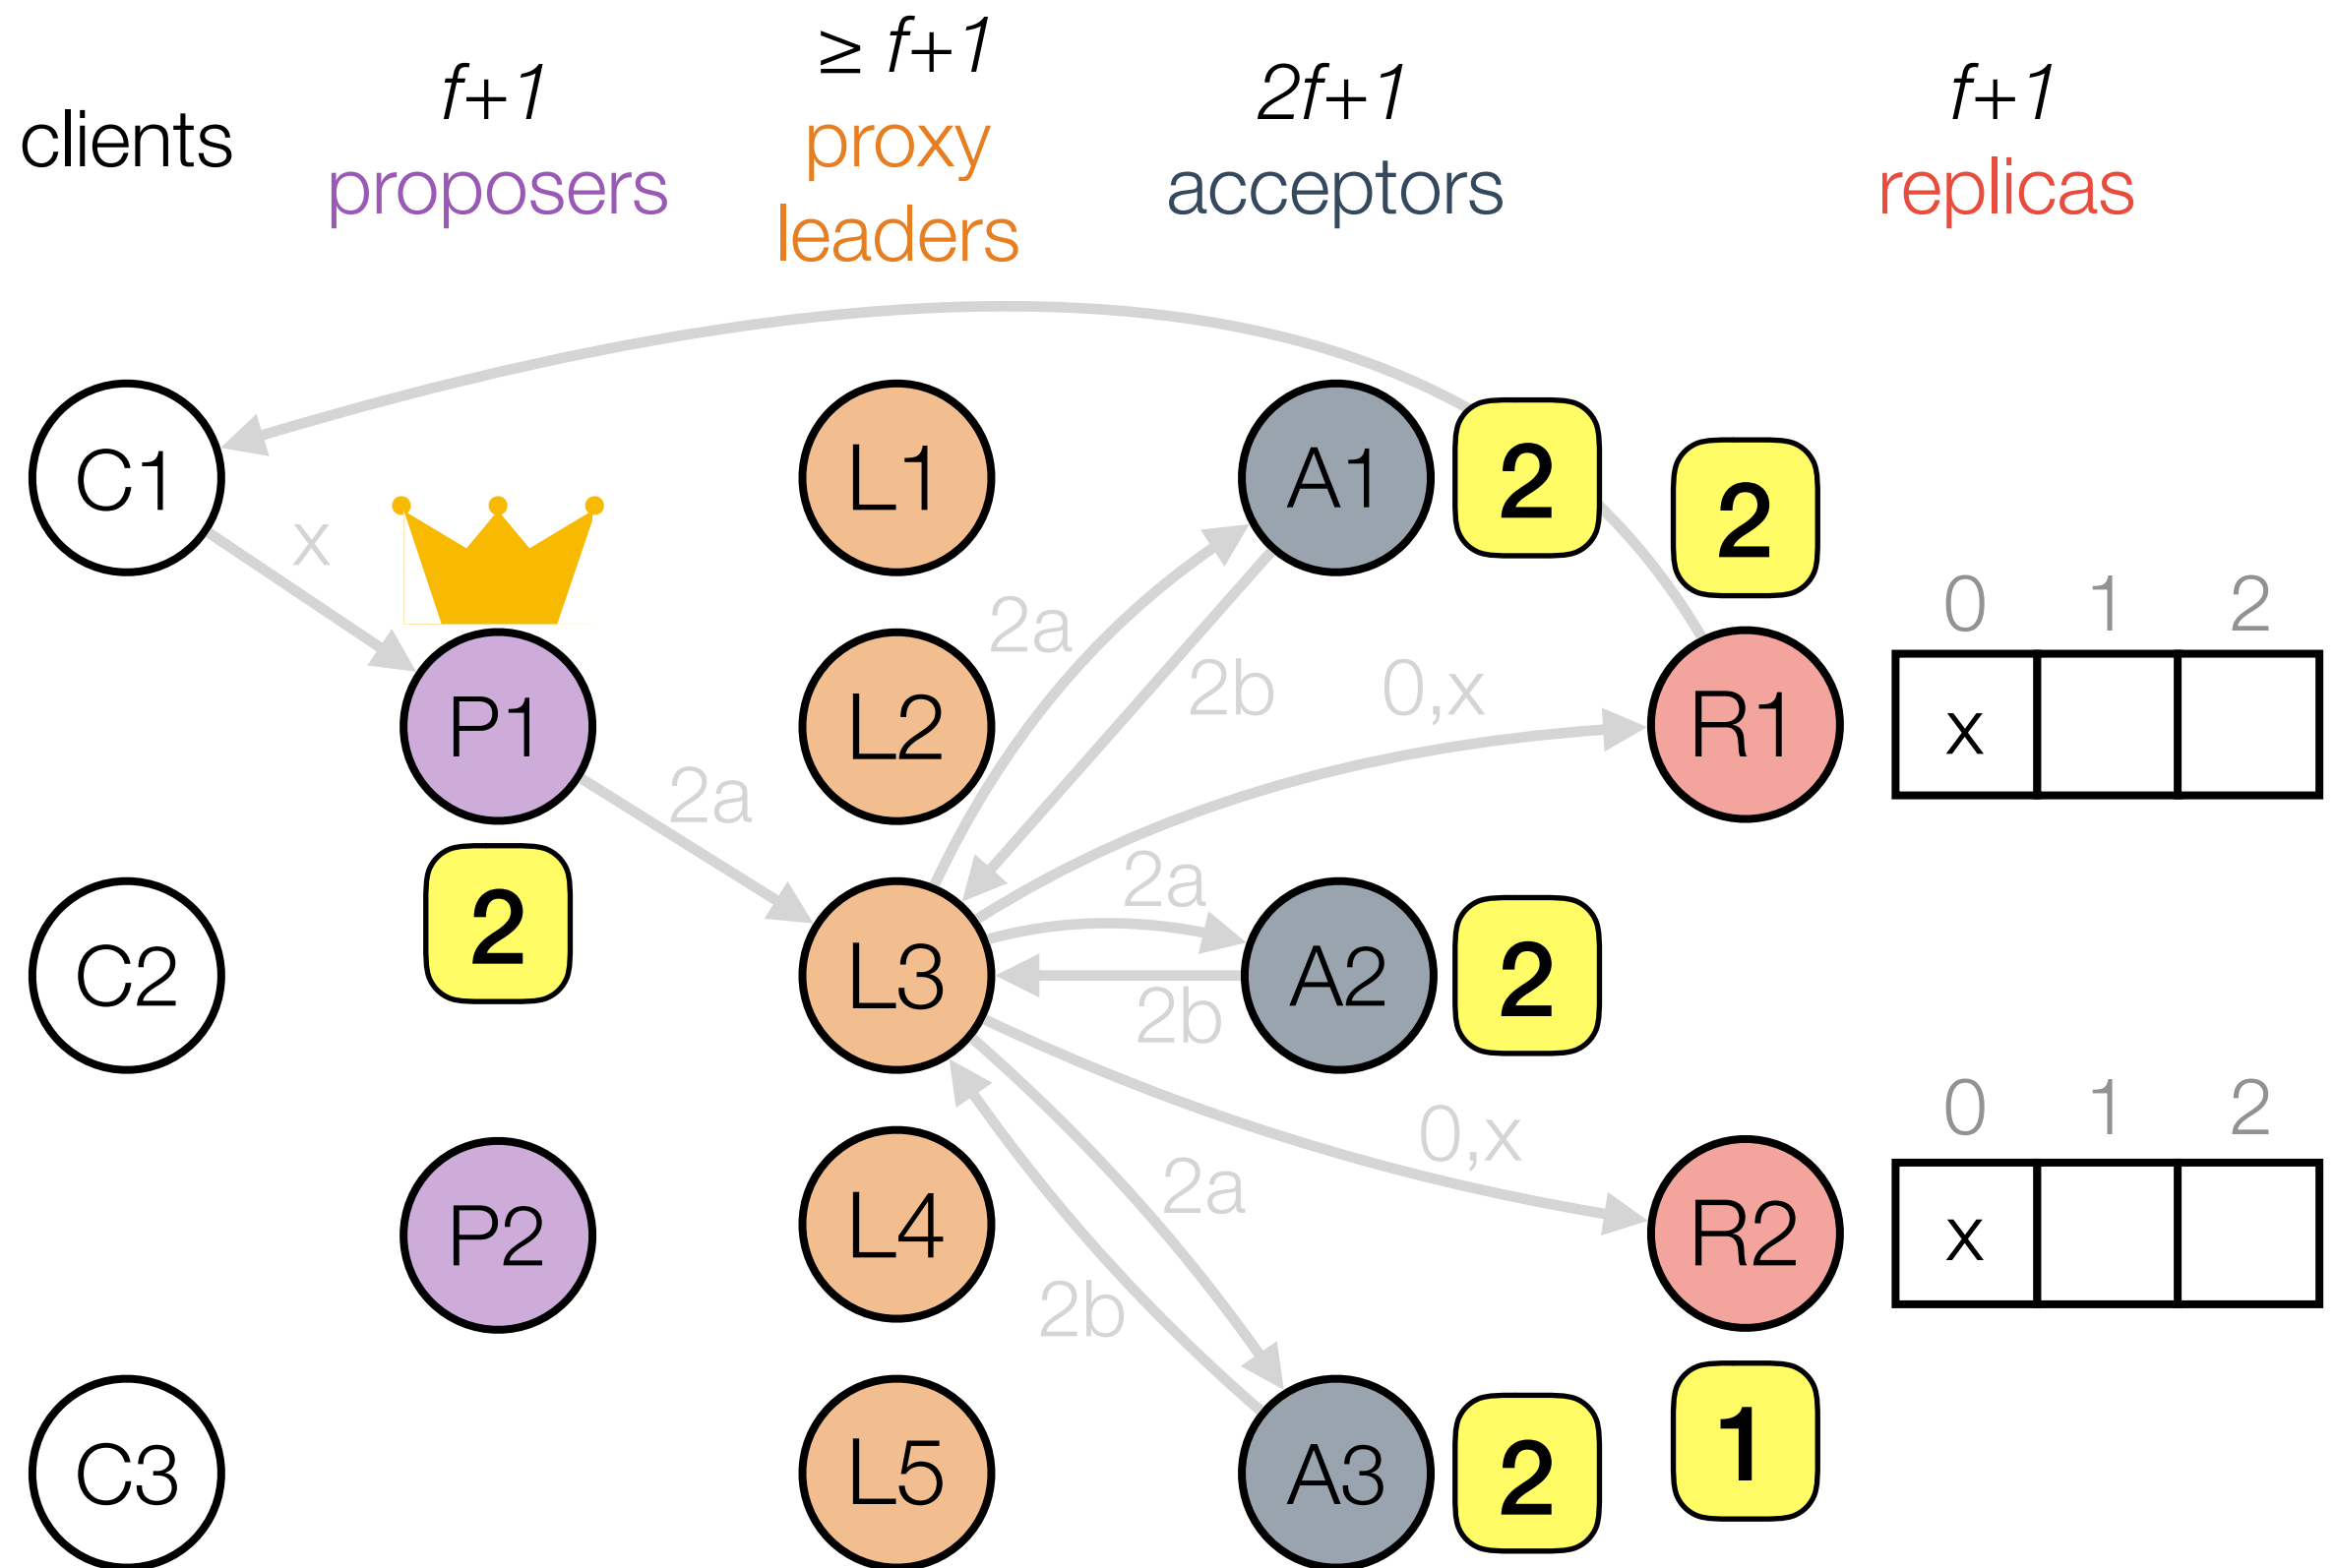 clients
f+1
proposers
≥ f+1
proxy
leaders
2f+1
acceptors
f+1
replicas
C1
x
L1
A1
2
2
2a
0 1 2
P1
L2
2b
0,x
R1
x
2a
2a
2
C2
L3
A2
2
2b
0,x
0 1 2
P2
L4
2a
R2
x
2b
C3
L5
A3
2
1